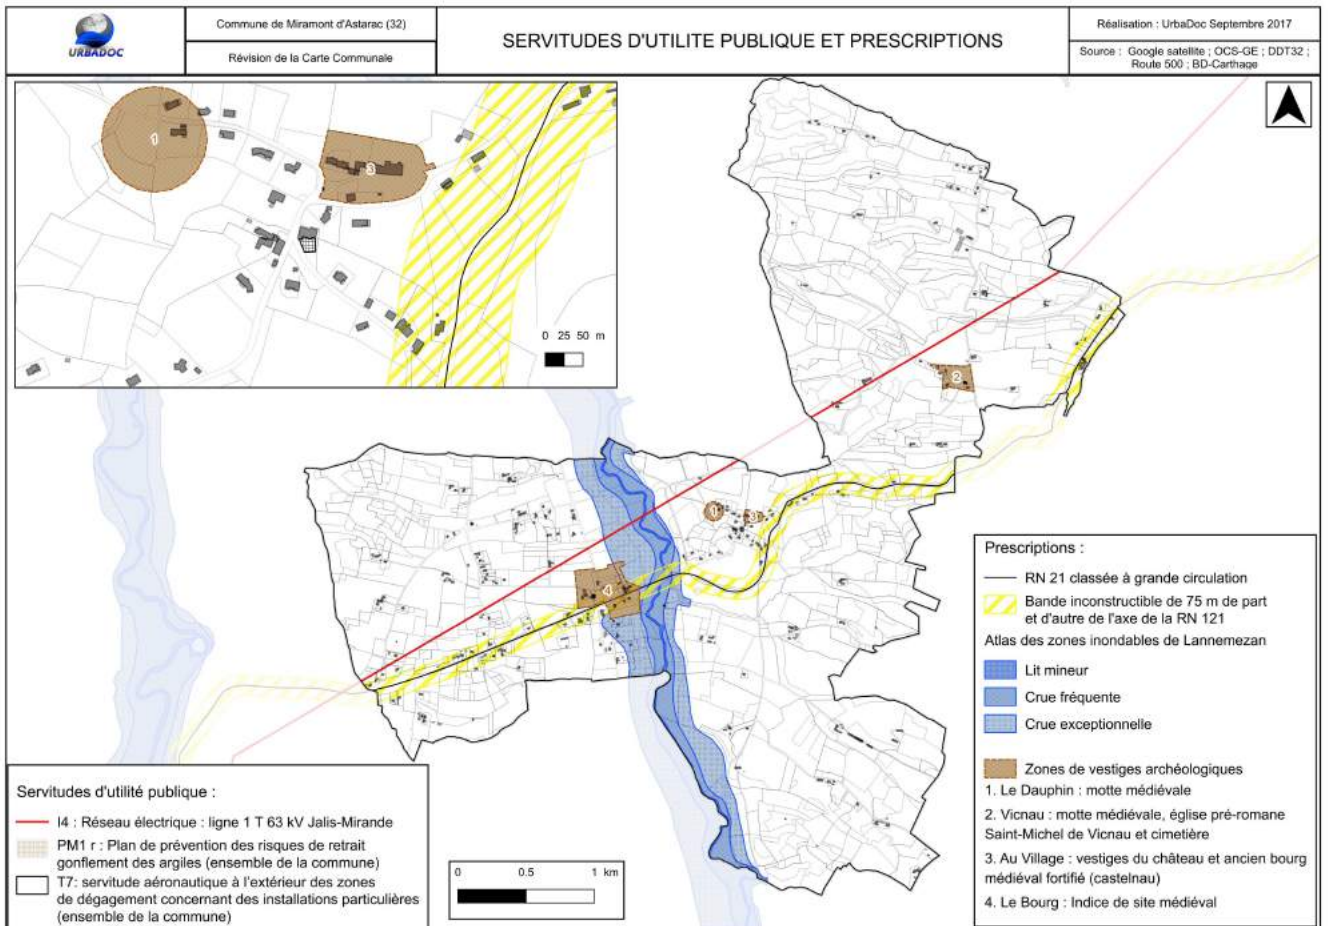 URBADOC
Commune de Miramont d'Astarac (32)
Révision de la Carte Communale
SERVITUDES D'UTILITE PUBLIQUE ET PRESCRIPTIONS
Réalisation : UrbaDoc Septembre 2017
Source : Google satellite ; OCS-GE ; DDT32 ;
Route 500 ; BD-Carthage
1
3
0 25 50 m
2
1
3
4
Prescriptions :
RN 21 classée à grande circulation
Bande inconstructible de 75 m de part
et d'autre de l'axe de la RN 121
Atlas des zones inondables de Lannemezan
Lit mineur
Crue fréquente
Crue exceptionnelle
Zones de vestiges archéologiques
1. Le Dauphin : motte médiévale
2. Vicnau : motte médiévale, église pré-romane
Saint-Michel de Vicnau et cimetière
3. Au Village : vestiges du château et ancien bourg
médiéval fortifié (castelnau)
4. Le Bourg : Indice de site médiéval
Servitudes d'utilité publique :
I4 : Réseau électrique : ligne 1 T 63 kV Jalis-Mirande
PM1 r : Plan de prévention des risques de retrait
gonflement des argiles (ensemble de la commune)
T7: servitude aéronautique à l'extérieur des zones
de dégagement concernant des installations particulières
(ensemble de la commune)
0 0.5 1 km